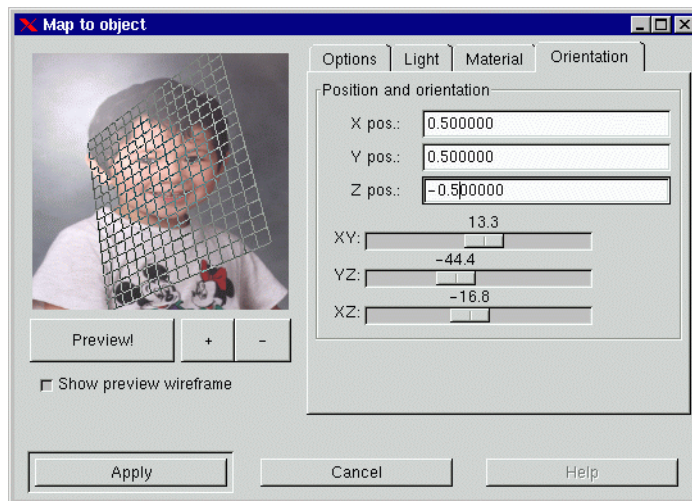 Map to object
Options Light Material Orientation
Position and orientation
X pos.: 0.500000
Y pos.: 0.500000
Z pos.: -0.500000
13.3
XY:
-44.4
YZ:
-16.8
XZ:
Preview! + -
Show preview wireframe
Apply Cancel Help